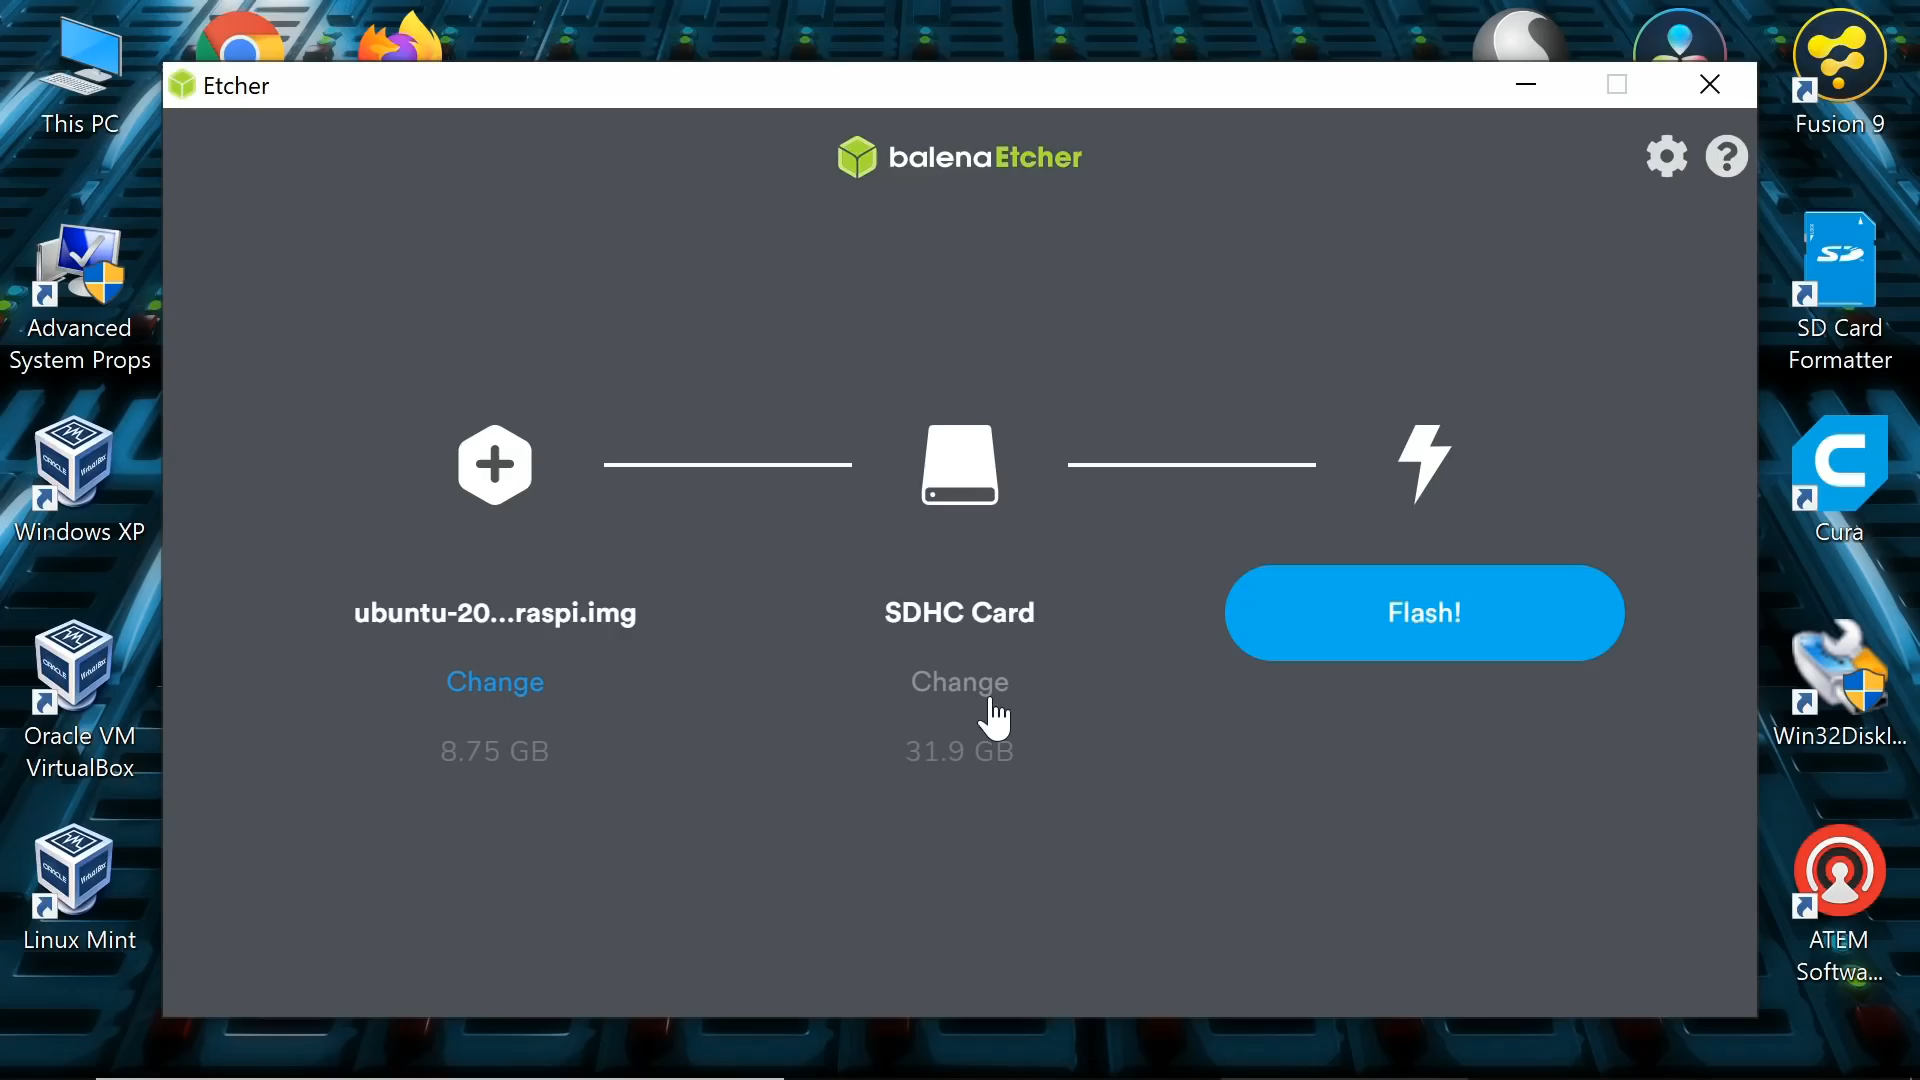 This PC
Advanced
System Props
Windows XP
Oracle VM
VirtualBox
Linux Mint
Etcher
balenaEtcher
ubuntu-20...raspi.img
Change
8.75 GB
SDHC Card
Change
31.9 GB
Flash!
Fusion 9
SD Card
Formatter
Cura
Win32DiskI...
ATEM
Softwa...